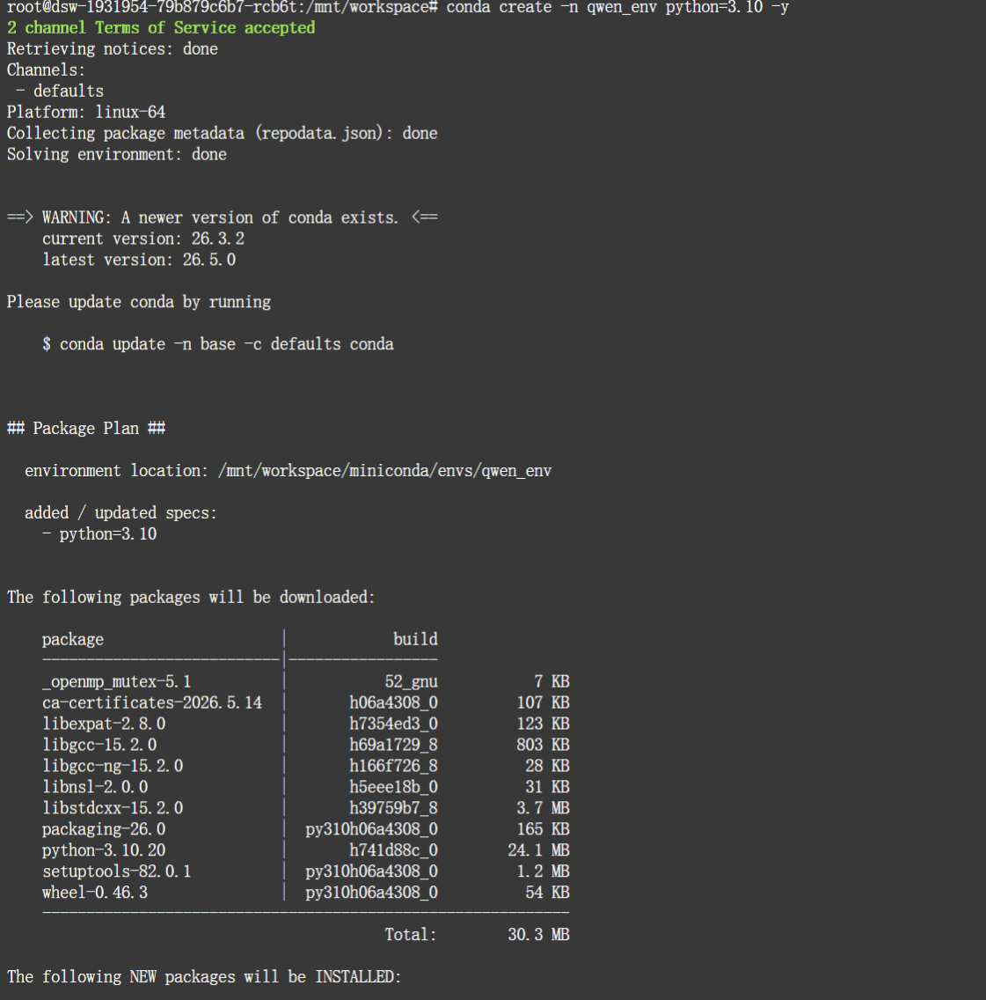 root@dsw-1931954-79b879c6b7-rcb6t:/mnt/workspace# conda create -n qwen_env python=3.10 -y
2 channel Terms of Service accepted
Retrieving notices: done
Channels:
 - defaults
Platform: linux-64
Collecting package metadata (repodata.json): done
Solving environment: done
==> WARNING: A newer version of conda exists. <==
    current version: 26.3.2
    latest version: 26.5.0
Please update conda by running
    $ conda update -n base -c defaults conda
## Package Plan ##
  environment location: /mnt/workspace/miniconda/envs/qwen_env
  added / updated specs:
    - python=3.10
The following packages will be downloaded:
    package                    |            build
    ---------------------------|-----------------
    _openmp_mutex-5.1          |           52_gnu           7 KB
    ca-certificates-2026.5.14  |       h06a4308_0         107 KB
    libexpat-2.8.0             |       h7354ed3_0         123 KB
    libgcc-15.2.0              |       h69a1729_8         803 KB
    libgcc-ng-15.2.0           |       h166f726_8          28 KB
    libnsl-2.0.0               |       h5eee18b_0          31 KB
    libstdcxx-15.2.0           |       h39759b7_8         3.7 MB
    packaging-26.0             |  py310h06a4308_0         165 KB
    python-3.10.20             |       h741d88c_0        24.1 MB
    setuptools-82.0.1          |  py310h06a4308_0         1.2 MB
    wheel-0.46.3               |  py310h06a4308_0          54 KB
    ------------------------------------------------------------
                                           Total:        30.3 MB
The following NEW packages will be INSTALLED: